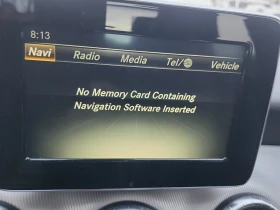 8:13
Navi Radio Media Tel/ Vehicle
No Memory Card Containing
Navigation Software Inserted